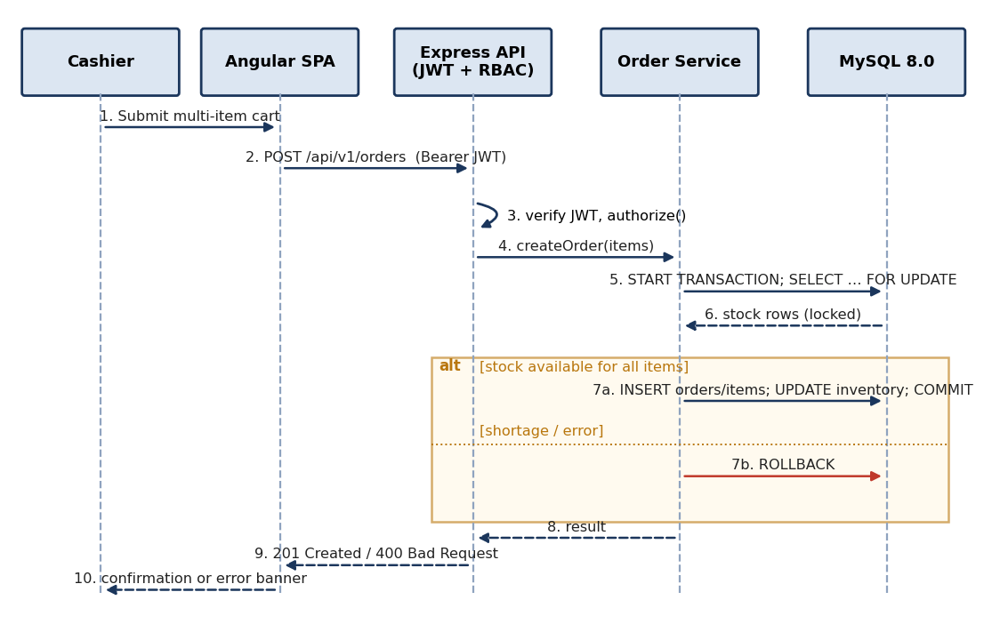 Cashier
Angular SPA
Express API
(JWT + RBAC)
Order Service
MySQL 8.0
1. Submit multi-item cart
2. POST /api/v1/orders  (Bearer JWT)
3. verify JWT, authorize()
4. createOrder(items)
5. START TRANSACTION; SELECT … FOR UPDATE
6. stock rows (locked)
alt
[stock available for all items]
7a. INSERT orders/items; UPDATE inventory; COMMIT
[shortage / error]
7b. ROLLBACK
8. result
9. 201 Created / 400 Bad Request
10. confirmation or error banner